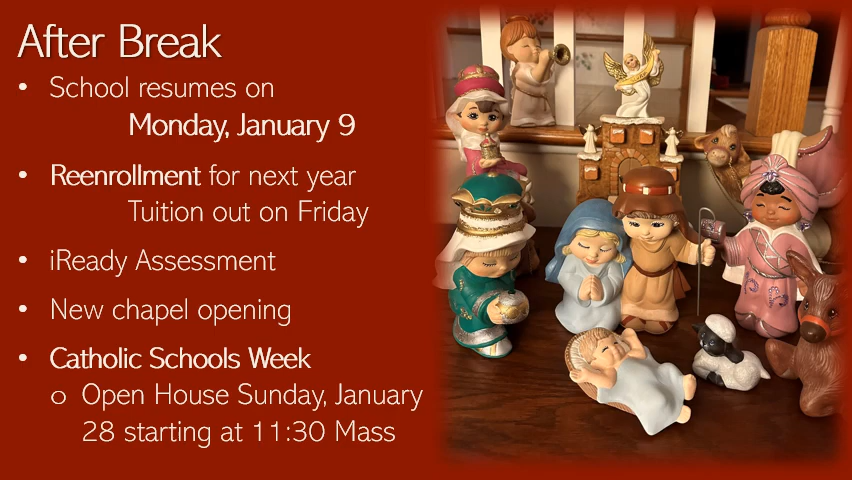 After Break
• School resumes on
Monday, January 9
• Reenrollment for next year
Tuition out on Friday
• iReady Assessment
• New chapel opening
• Catholic Schools Week
o Open House Sunday, January
28 starting at 11:30 Mass